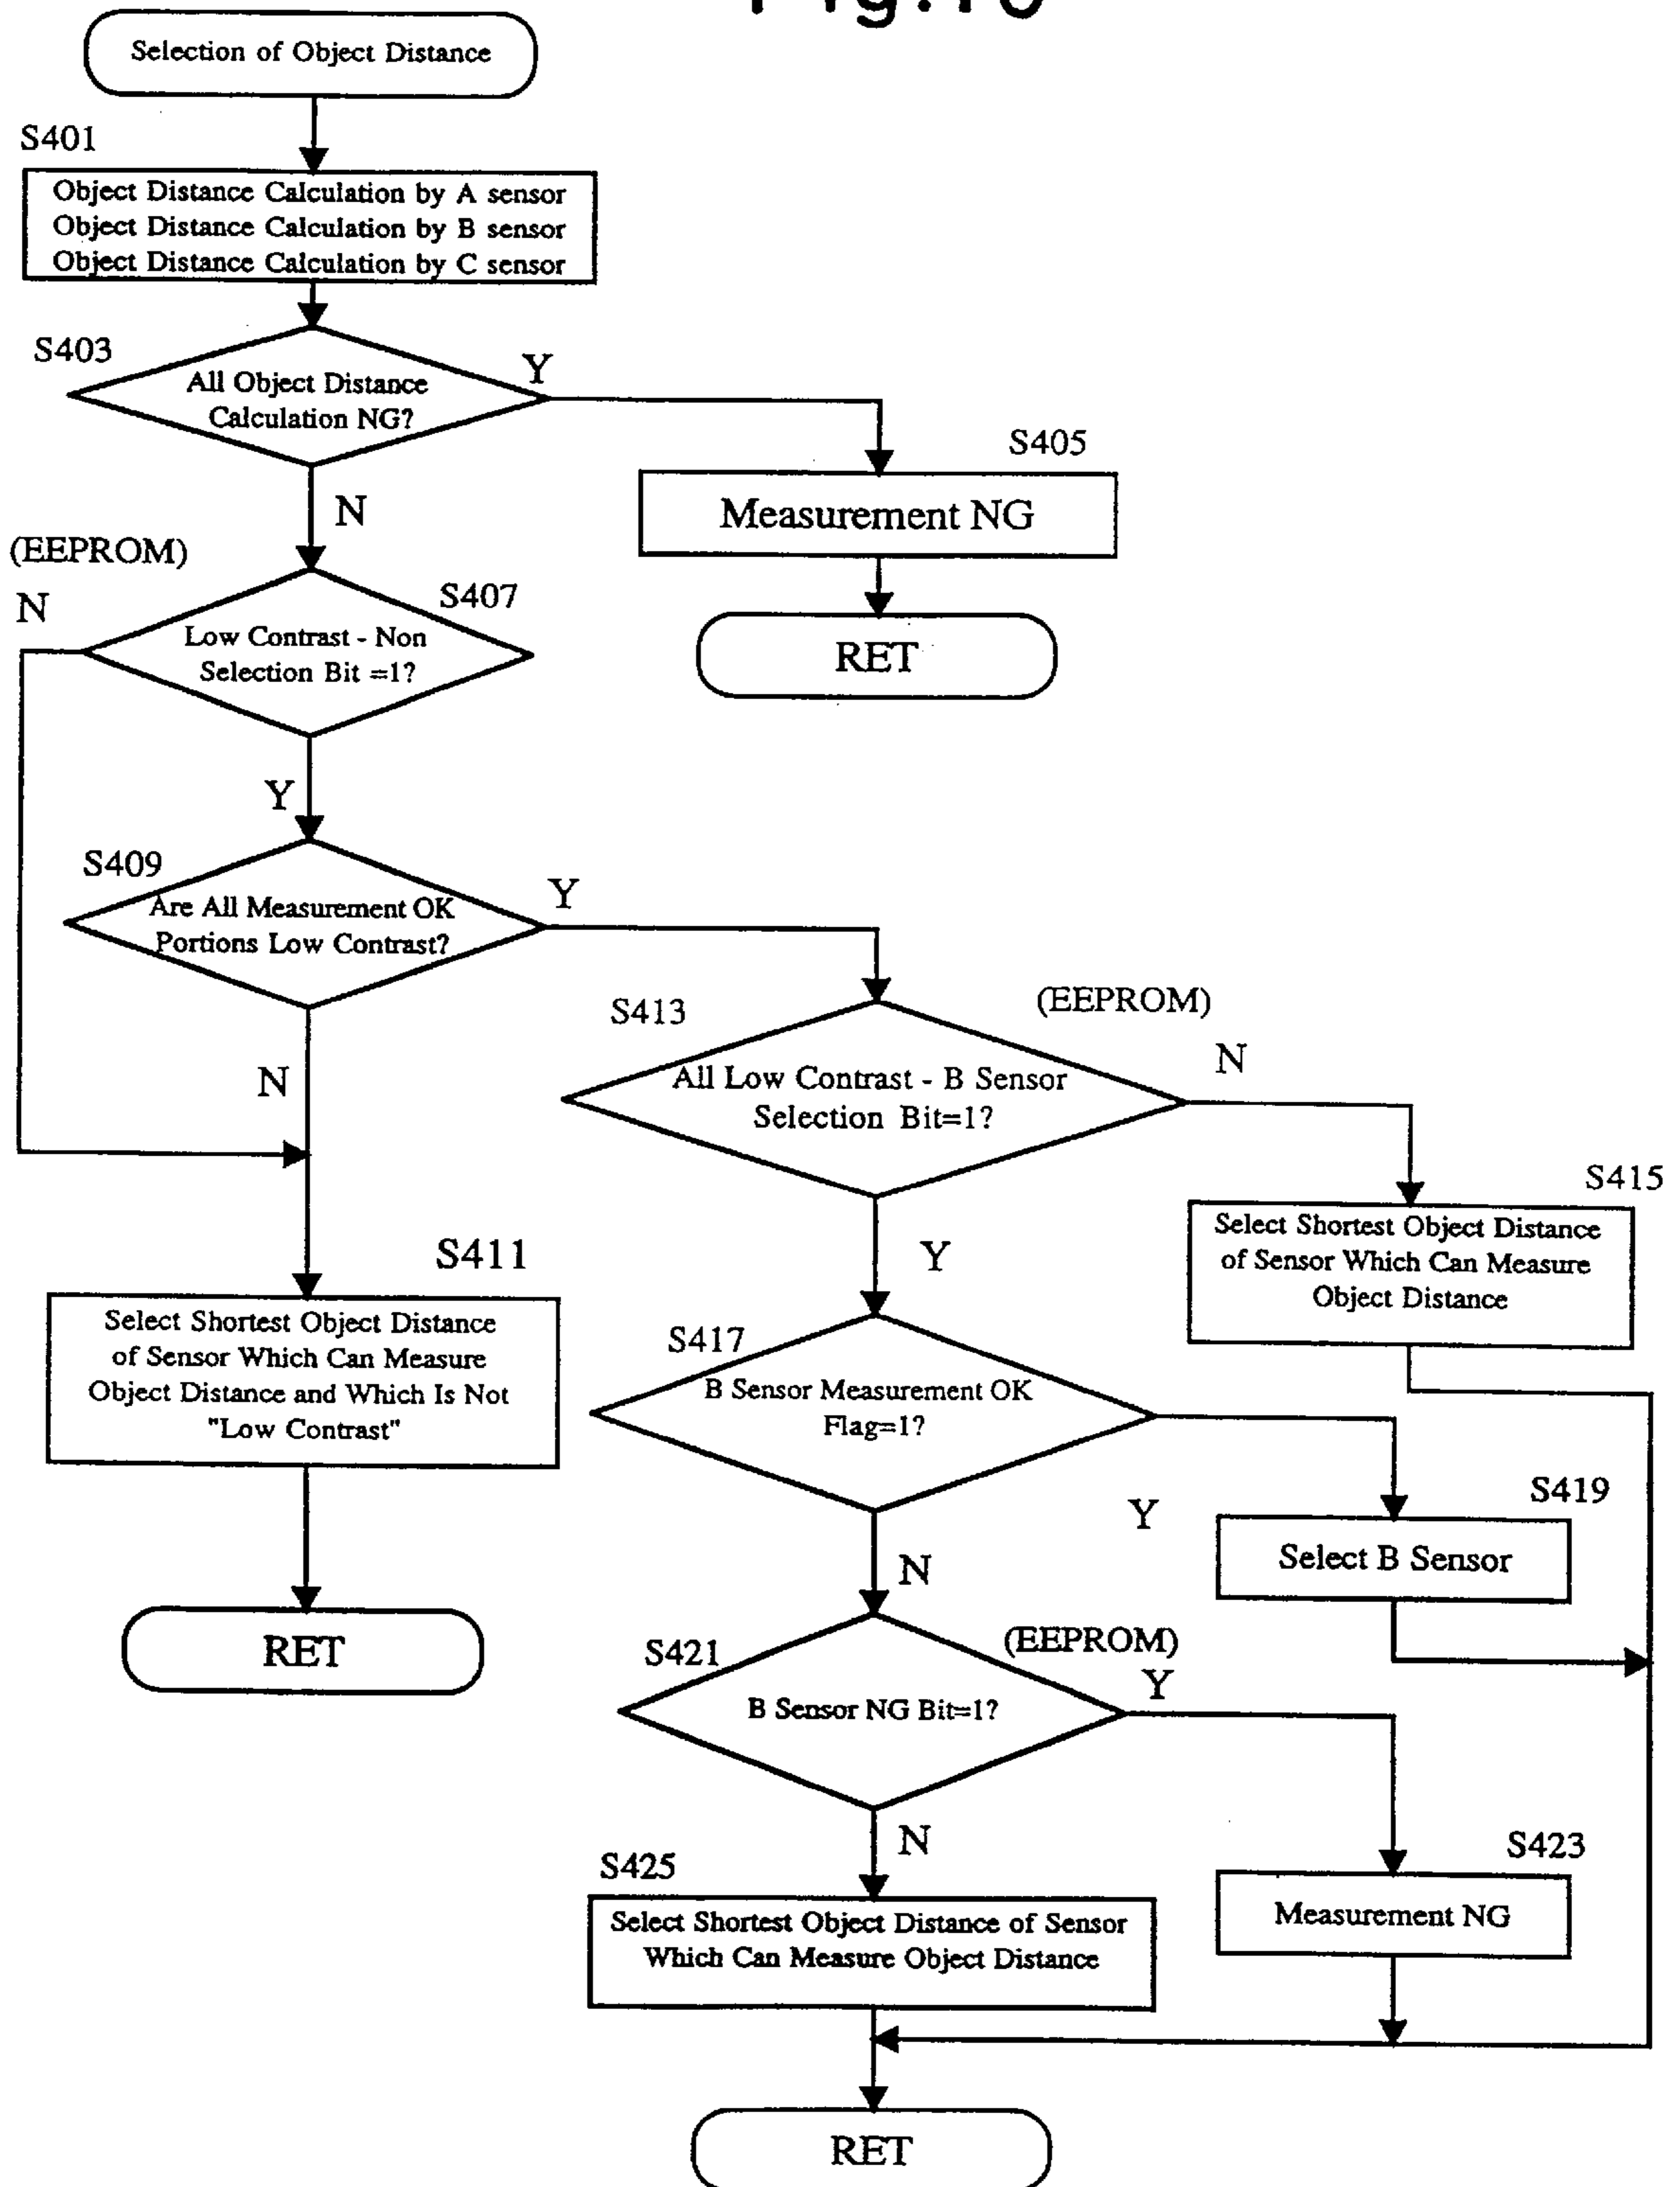 Selection of Object Distance
S401
Object Distance Calculation by A sensor
Object Distance Calculation by B sensor
Object Distance Calculation by C sensor
S403
All Object Distance
Calculation NG?
Y
N
S405
Measurement NG
RET
(EEPROM)
N
S407
Low Contrast - Non
Selection Bit =1?
Y
S409
Are All Measurement OK
Portions Low Contrast?
Y
N
S411
Select Shortest Object Distance
of Sensor Which Can Measure
Object Distance and Which Is Not
"Low Contrast"
RET
S413
(EEPROM)
All Low Contrast - B Sensor
Selection Bit=1?
N
Y
S415
Select Shortest Object Distance
of Sensor Which Can Measure
Object Distance
S417
B Sensor Measurement OK
Flag=1?
Y
N
S419
Select B Sensor
S421
(EEPROM)
B Sensor NG Bit=1?
Y
N
S423
Measurement NG
S425
Select Shortest Object Distance of Sensor
Which Can Measure Object Distance
RET